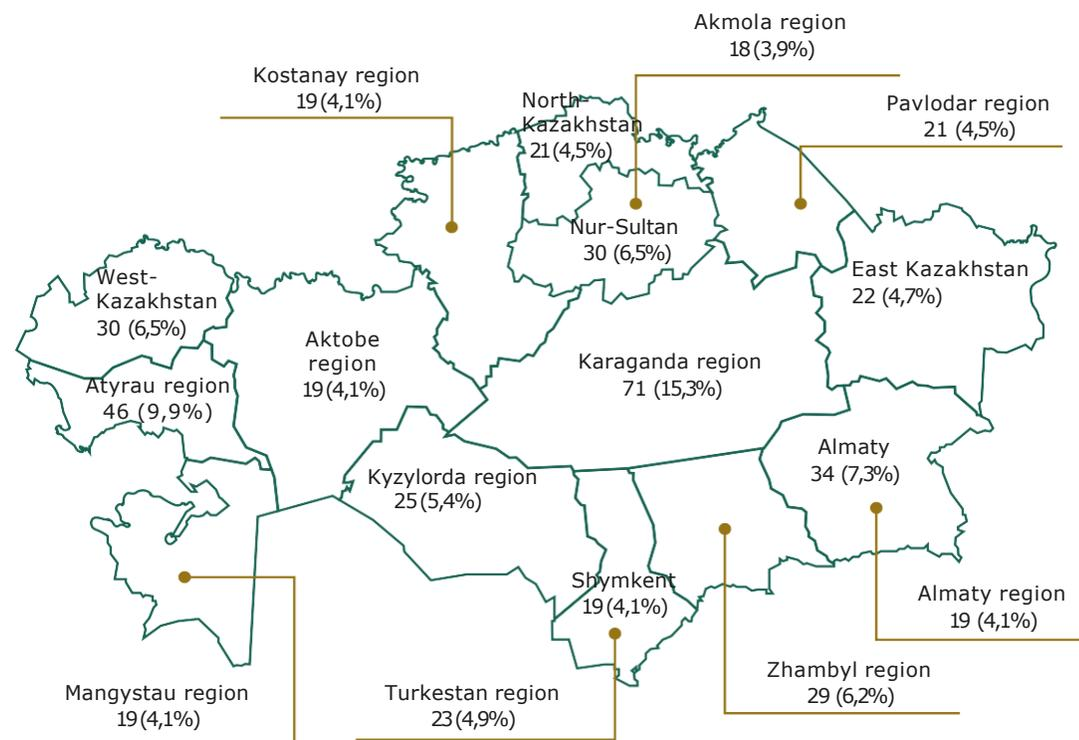 Akmola region
18 (3,9%)
Kostanay region
19 (4,1%)
North-
Kazakhstan
21 (4,5%)
Pavlodar region
21 (4,5%)
Nur-Sultan
30 (6,5%)
West-
Kazakhstan
30 (6,5%)
East Kazakhstan
22 (4,7%)
Aktobe
region
19 (4,1%)
Karaganda region
71 (15,3%)
Atyrau region
46 (9,9%)
Almaty
34 (7,3%)
Kyzylorda region
25 (5,4%)
Shymkent
19 (4,1%)
Almaty region
19 (4,1%)
Zhambyl region
29 (6,2%)
Mangystau region
19 (4,1%)
Turkestan region
23 (4,9%)